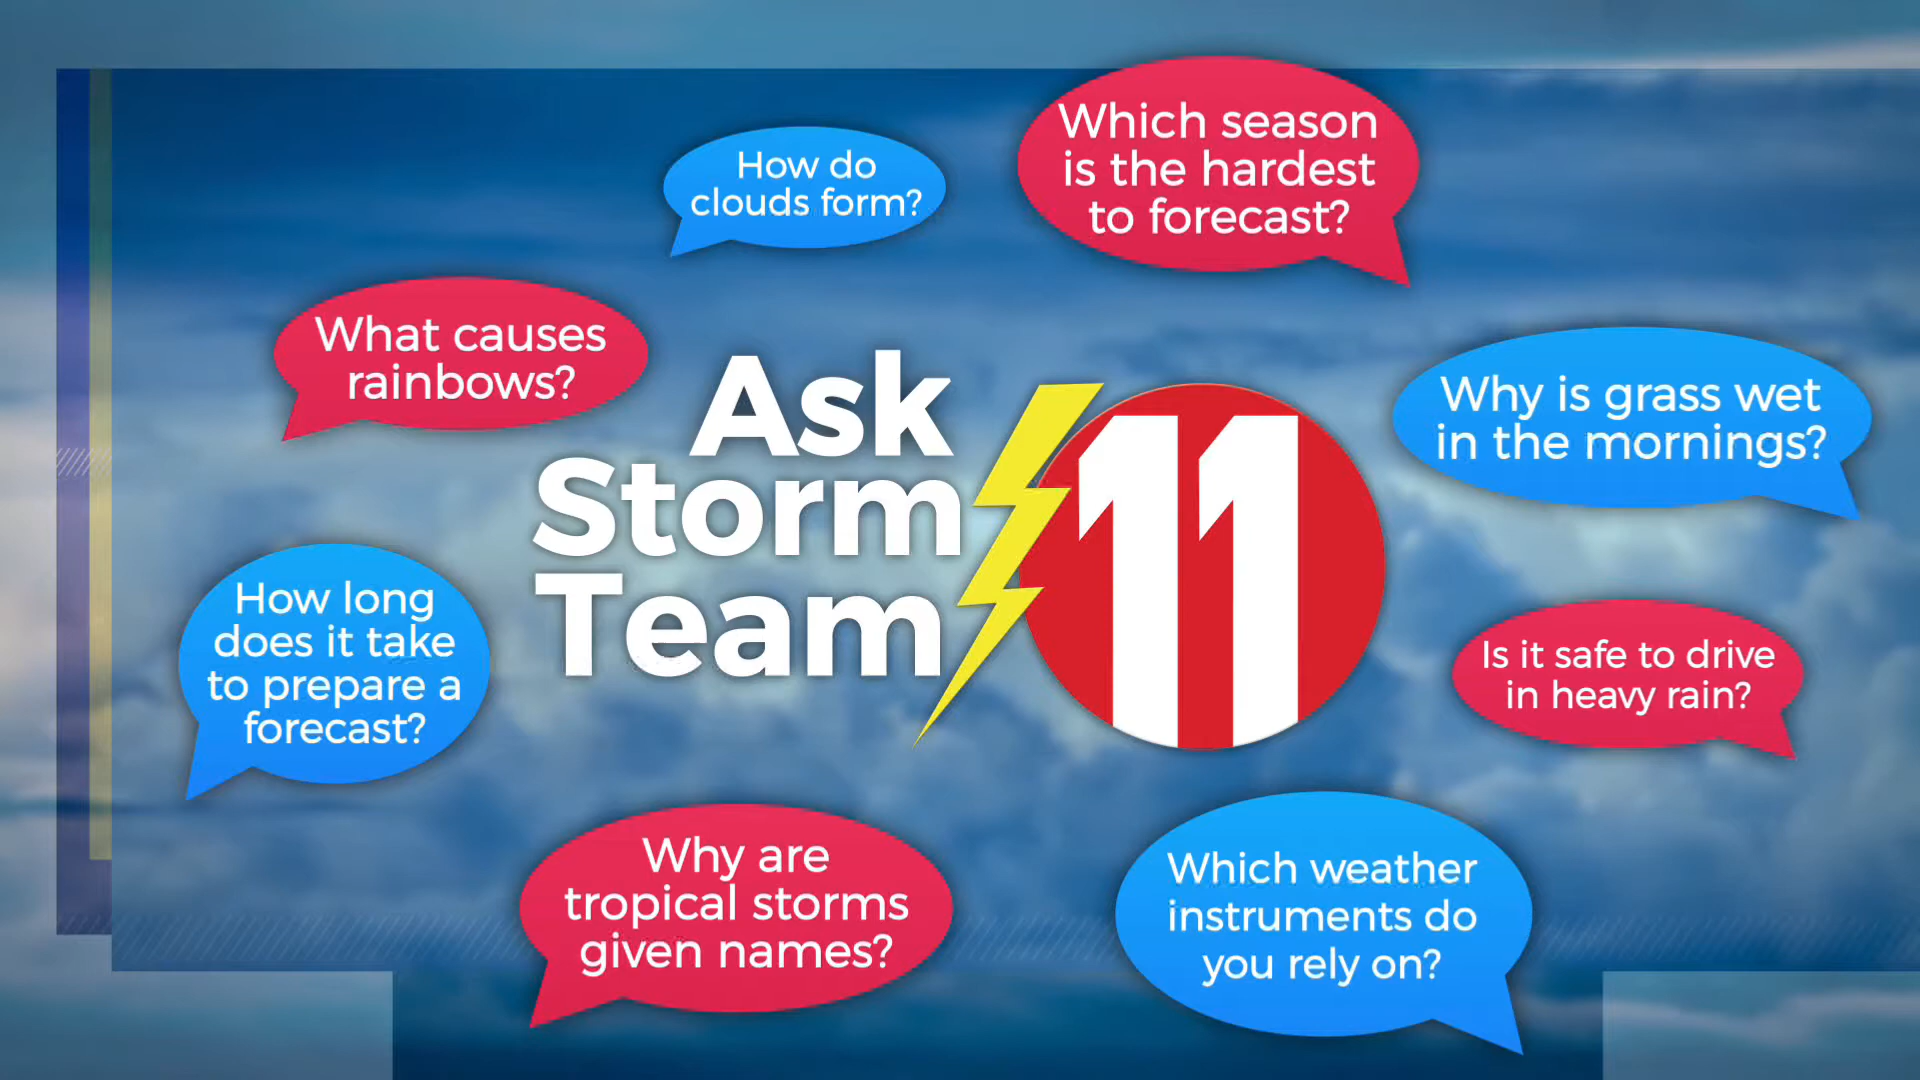 How do
clouds form?
Which season
is the hardest
to forecast?
What causes
rainbows?
Ask
Storm
Team
11
Why is grass wet
in the mornings?
How long
does it take
to prepare a
forecast?
Is it safe to drive
in heavy rain?
Why are
tropical storms
given names?
Which weather
instruments do
you rely on?